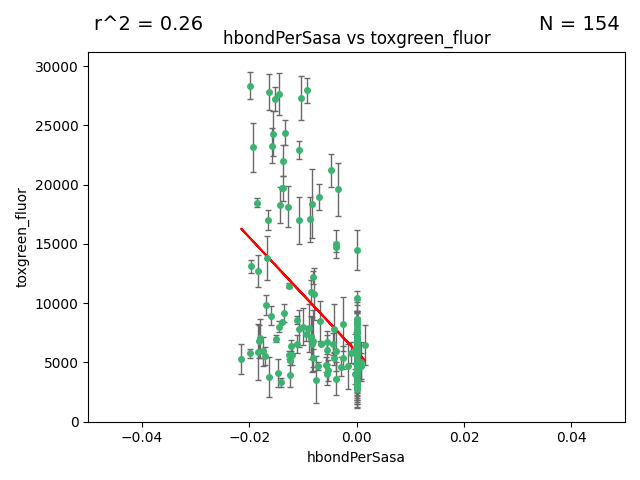 r^2 = 0.26
N = 154
hbondPerSasa vs toxgreen_fluor
30000
25000
20000
15000
10000
5000
0
toxgreen_fluor
−0.04
−0.02
0.00
0.02
0.04
hbondPerSasa